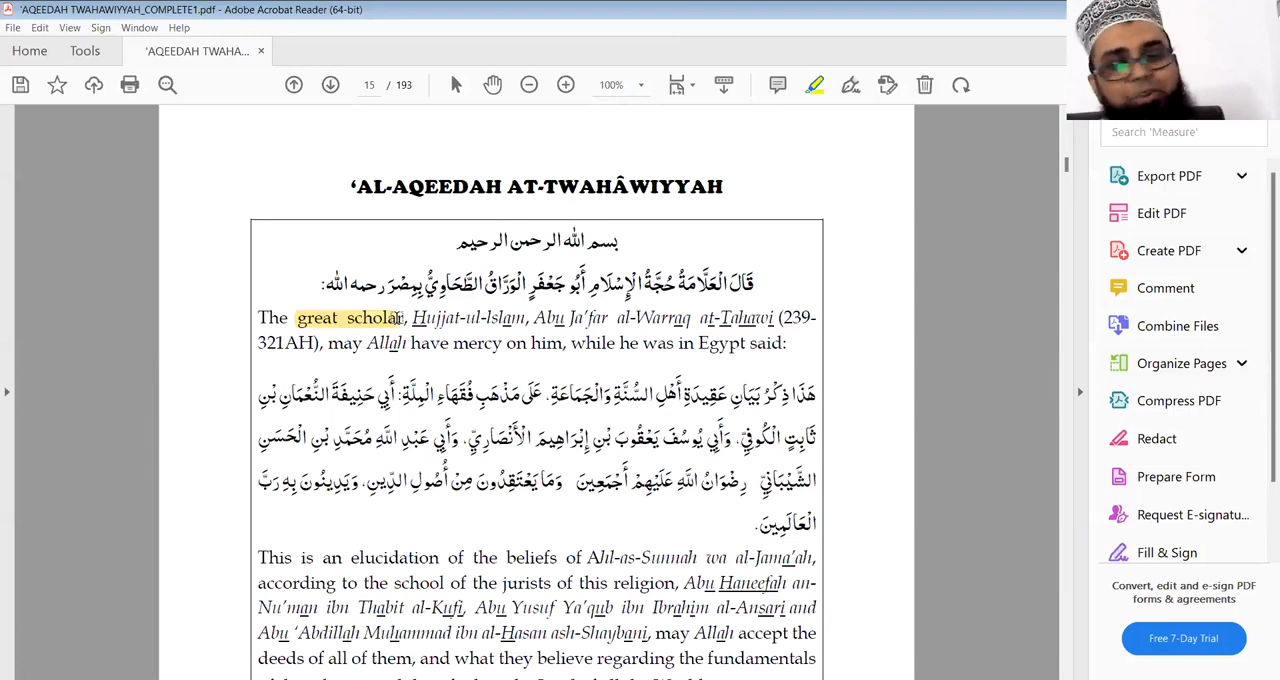 'AQEEDAH TWAHAWIYYAH_COMPLETE1.pdf - Adobe Acrobat Reader (64-bit)
File Edit View Sign Window Help
Home Tools 'AQEEDAH TWAHA... ×
15 / 193 100%
'AL-AQEEDAH AT-TWAHÂWIYYAH
بسم الله الرحمن الرحيم
قَالَ الْعَلَّامَةُ حُجَّةُ الْإِسْلَامِ أَبُو جَعْفَرٍ الْوَرَّاقُ الطَّحَاوِيُّ بِمِصْرَ رحمه الله:
The great scholar, Hujjat-ul-Islam, Abu Ja'far al-Warraq at-Tahawi (239-
321AH), may Allah have mercy on him, while he was in Egypt said:
هَذَا ذِكْرُ بَيَانِ عَقِيدَةِ أَهْلِ السُّنَّةِ وَالْجَمَاعَةِ. عَلَى مَذْهَبِ فُقَهَاءِ الْمِلَّةِ: أَبِي حَنِيفَةَ النُّعْمَانِ بْنِ
ثَابِتٍ الْكُوفِيِّ. وَأَبِي يُوسُفَ يَعْقُوبَ بْنِ إِبْرَاهِيمَ الْأَنْصَارِيِّ. وَأَبِي عَبْدِ اللَّهِ مُحَمَّدِ بْنِ الْحَسَنِ
الشَّيْبَانِيِّ رِضْوَانُ اللَّهِ عَلَيْهِمْ أَجْمَعِينَ وَمَا يَعْتَقِدُونَ مِنْ أُصُولِ الدِّينِ. وَيَدِينُونَ بِهِ رَبَّ
الْعَالَمِينَ.
This is an elucidation of the beliefs of Ahl-as-Sunnah wa al-Jama'ah,
according to the school of the jurists of this religion, Abu Haneefah an-
Nu'man ibn Thabit al-Kufi, Abu Yusuf Ya'qub ibn Ibrahim al-Ansari and
Abu 'Abdillah Muhammad ibn al-Hasan ash-Shaybani, may Allah accept the
deeds of all of them, and what they believe regarding the fundamentals
Search 'Measure'
Export PDF
Edit PDF
Create PDF
Comment
Combine Files
Organize Pages
Compress PDF
Redact
Prepare Form
Request E-signatu...
Fill & Sign
Convert, edit and e-sign PDF
forms & agreements
Free 7-Day Trial